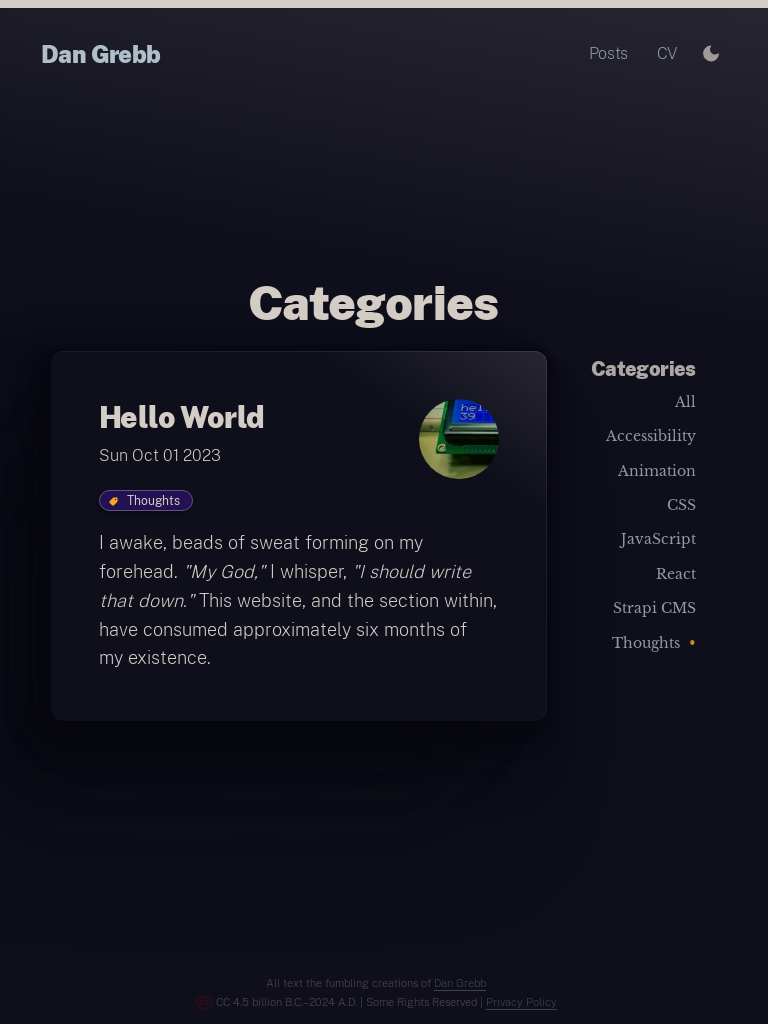 Dan Grebb
Posts
CV
Categories
Hello World
Sun Oct 01 2023
Thoughts
I awake, beads of sweat forming on my
forehead. "My God," I whisper, "I should write
that down." This website, and the section within,
have consumed approximately six months of
my existence.
hel
39
Categories
All
Accessibility
Animation
CSS
JavaScript
React
Strapi CMS
Thoughts •
All text the fumbling creations of Dan Grebb
CC 4.5 billion B.C.–2024 A.D. | Some Rights Reserved | Privacy Policy